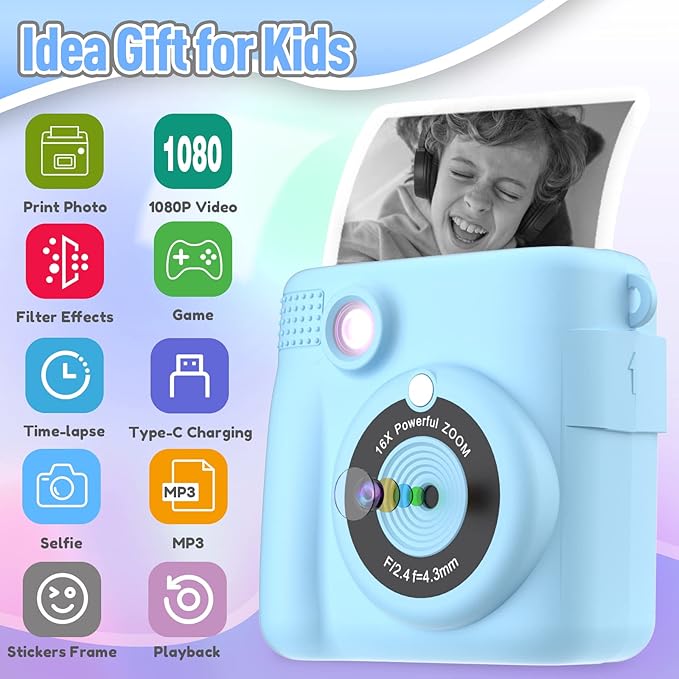 Idea Gift for Kids
1080
Print Photo
1080P Video
Filter Effects
Game
Time-lapse
Type-C Charging
MP3
Selfie
MP3
Stickers Frame
Playback
16X Powerful ZOOM
F/2.4 f=4.3mm